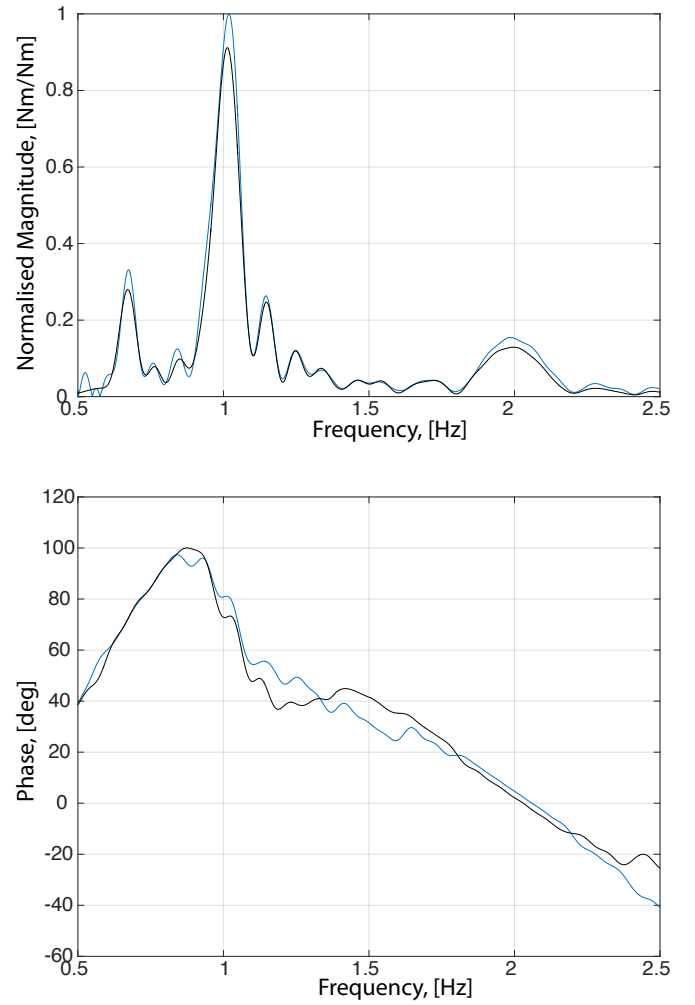 Normalised Magnitude, [Nm/Nm]
1
0.8
0.6
0.4
0.2
0
0.5 1 1.5 2 2.5
Frequency, [Hz]
Phase, [deg]
120
100
80
60
40
20
0
-20
-40
-60
0.5 1 1.5 2 2.5
Frequency, [Hz]